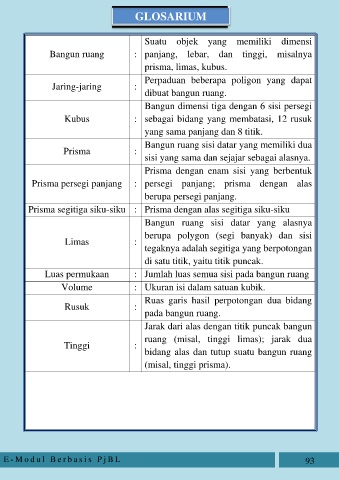 GLOSARIUM
Suatu objek yang memiliki dimensi
Bangun ruang : panjang, lebar, dan tinggi, misalnya
prisma, limas, kubus.
Jaring-jaring : Perpaduan beberapa poligon yang dapat
dibuat bangun ruang.
Bangun dimensi tiga dengan 6 sisi persegi
Kubus : sebagai bidang yang membatasi, 12 rusuk
yang sama panjang dan 8 titik.
Prisma : Bangun ruang sisi datar yang memiliki dua
sisi yang sama dan sejajar sebagai alasnya.
Prisma dengan enam sisi yang berbentuk
Prisma persegi panjang : persegi panjang; prisma dengan alas
berupa persegi panjang.
Prisma segitiga siku-siku : Prisma dengan alas segitiga siku-siku
Bangun ruang sisi datar yang alasnya
Limas : berupa polygon (segi banyak) dan sisi
tegaknya adalah segitiga yang berpotongan
di satu titik, yaitu titik puncak.
Luas permukaan : Jumlah luas semua sisi pada bangun ruang
Volume : Ukuran isi dalam satuan kubik.
Rusuk : Ruas garis hasil perpotongan dua bidang
pada bangun ruang.
Jarak dari alas dengan titik puncak bangun
Tinggi : ruang (misal, tinggi limas); jarak dua
bidang alas dan tutup suatu bangun ruang
(misal, tinggi prisma).
E-Modul Berbasis PjBL 93